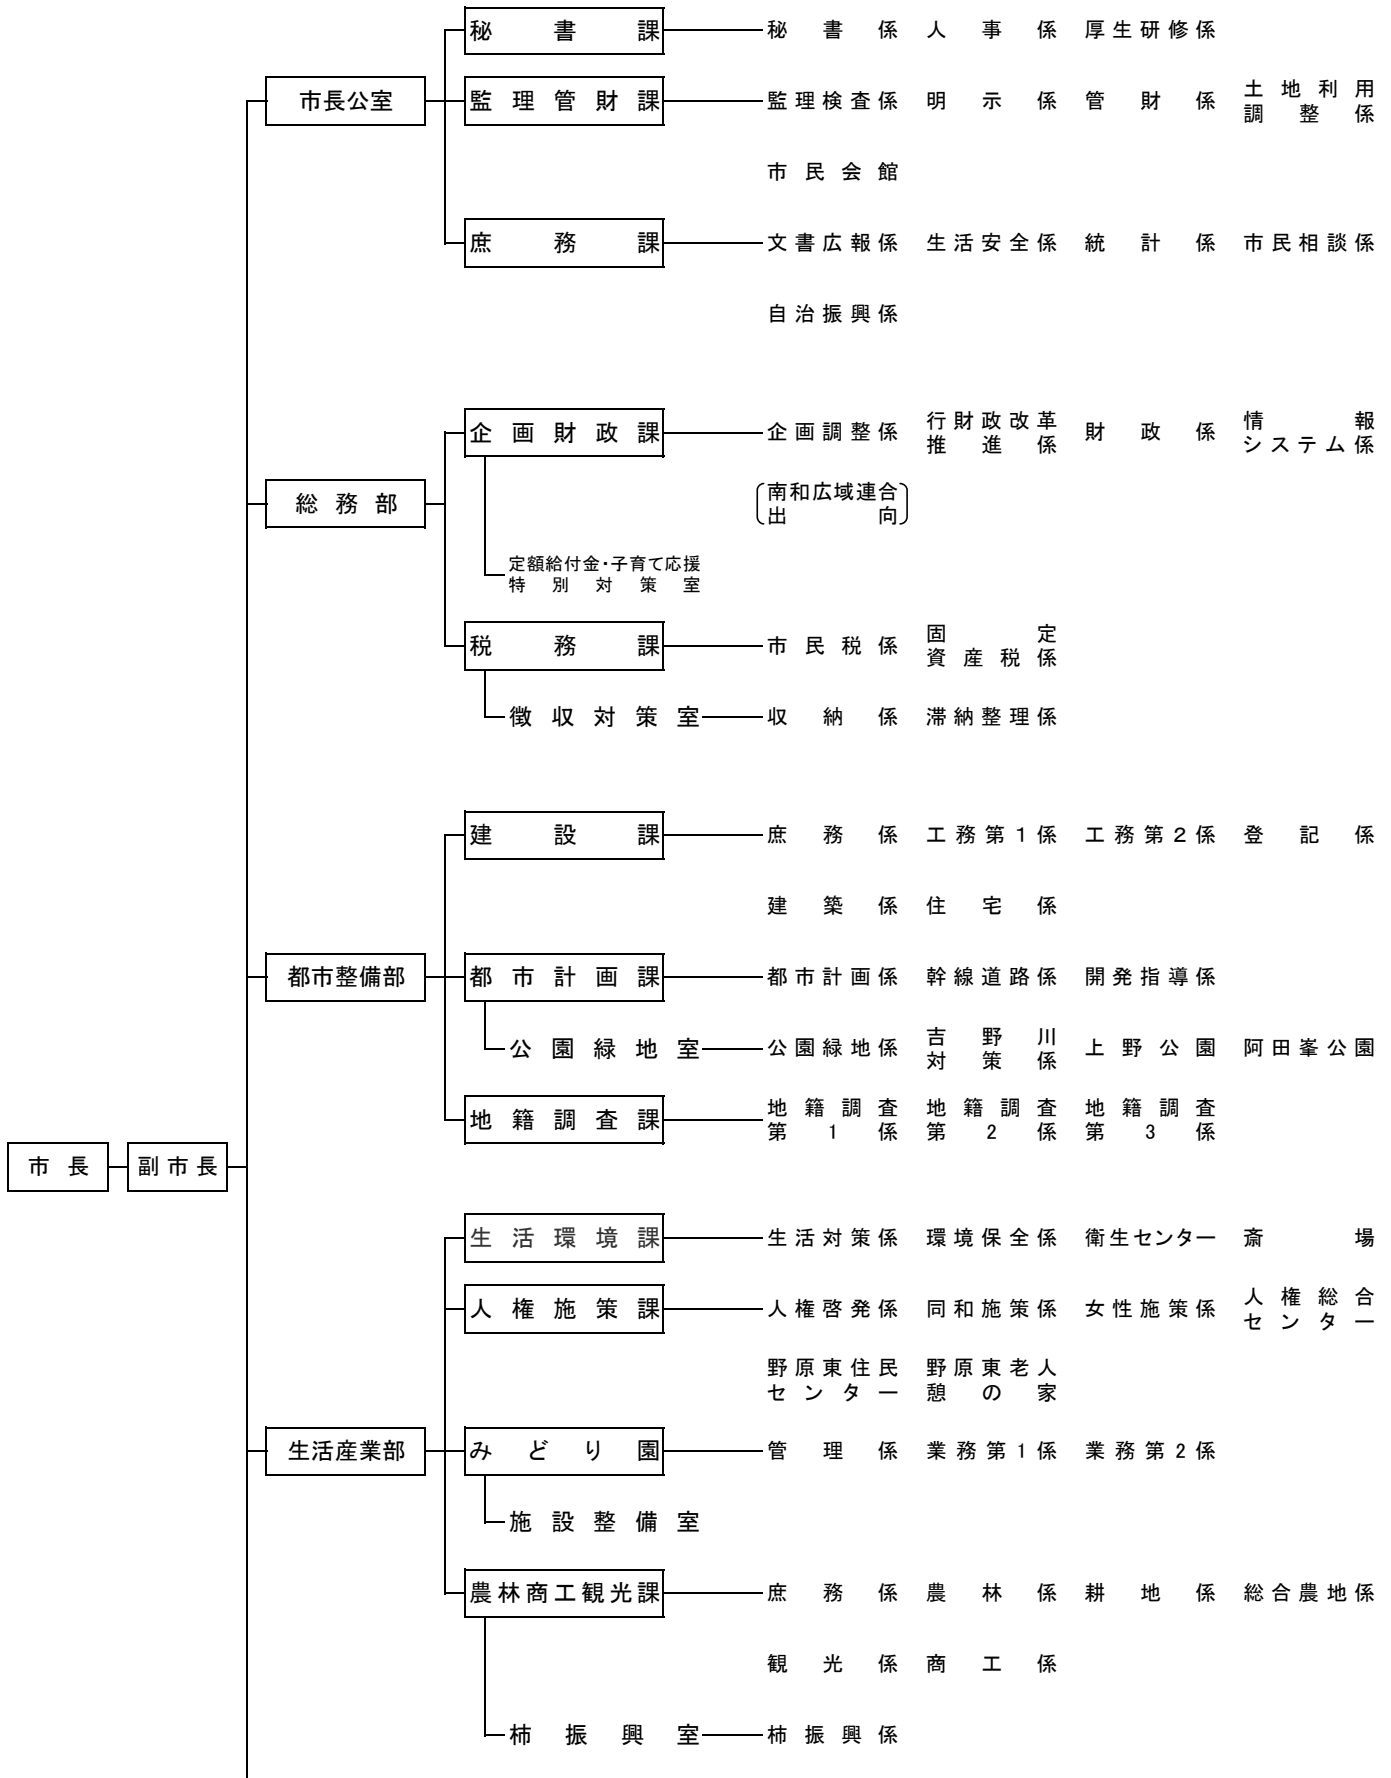 秘書課 秘書係 人事係 厚生研修係
市長公室 監理管財課 監理検査係 明示係 管財係 土地利用
調整係
市民会館
庶務課 文書広報係 生活安全係 統計係 市民相談係
自治振興係
企画財政課 企画調整係 行財政改革 財政係 情報
推進係 システム係
総務部 南和広域連合
出向
定額給付金・子育て応援
特別対策室
税務課 市民税係 固定
資産税係
徴収対策室 収納係 滞納整理係
建設課 庶務係 工務第1係 工務第2係 登記係
建築係 住宅係
都市整備部 都市計画課 都市計画係 幹線道路係 開発指導係
公園緑地室 公園緑地係 吉野川 上野公園 阿田峯公園
対策係
地籍調査課 地籍調査 地籍調査 地籍調査
第1係 第2係 第3係
市長 副市長
生活環境課 生活対策係 環境保全係 衛生センター 斎場
人権施策課 人権啓発係 同和施策係 女性施策係 人権総合
センター
野原東住民 野原東老人
センター 憩の家
生活産業部 みどり園 管理係 業務第1係 業務第2係
施設整備室
農林商工観光課 庶務係 農林係 耕地係 総合農地係
観光係 商工係
柿振興室 柿振興係